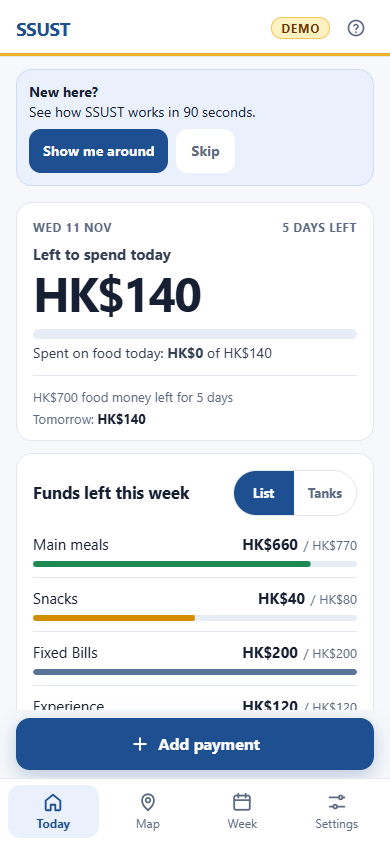 SSUST
DEMO
New here?
See how SSUST works in 90 seconds.
Show me around
Skip
WED 11 NOV
5 DAYS LEFT
Left to spend today
HK$140
Spent on food today: HK$0 of HK$140
HK$700 food money left for 5 days
Tomorrow: HK$140
Funds left this week
List
Tanks
Main meals
HK$660 / HK$770
Snacks
HK$40 / HK$80
Fixed Bills
HK$200 / HK$200
Experience
HK$120 / HK$120
+ Add payment
Today
Map
Week
Settings